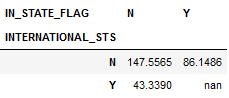 IN_STATE_FLAG N Y
INTERNATIONAL_STS
N 147.5565 86.1486
Y 43.3390 nan